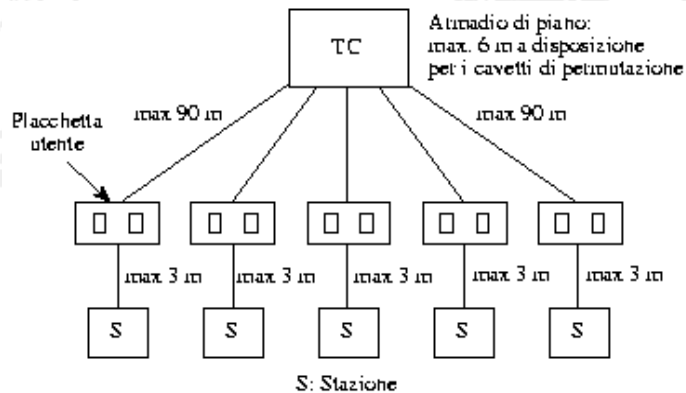 TC
Armadio di piano:
max. 6 m a disposizione
per i cavetti di permutazione
max 90 m
max 90 m
Placchetta
utente
max 3 m
max 3 m
max 3 m
max 3 m
max 3 m
S
S
S
S
S
S: Stazione